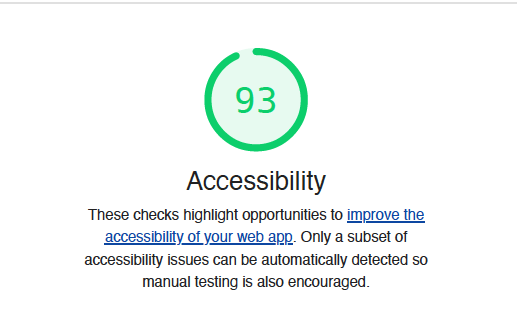 93
Accessibility
These checks highlight opportunities to improve the
accessibility of your web app. Only a subset of
accessibility issues can be automatically detected so
manual testing is also encouraged.